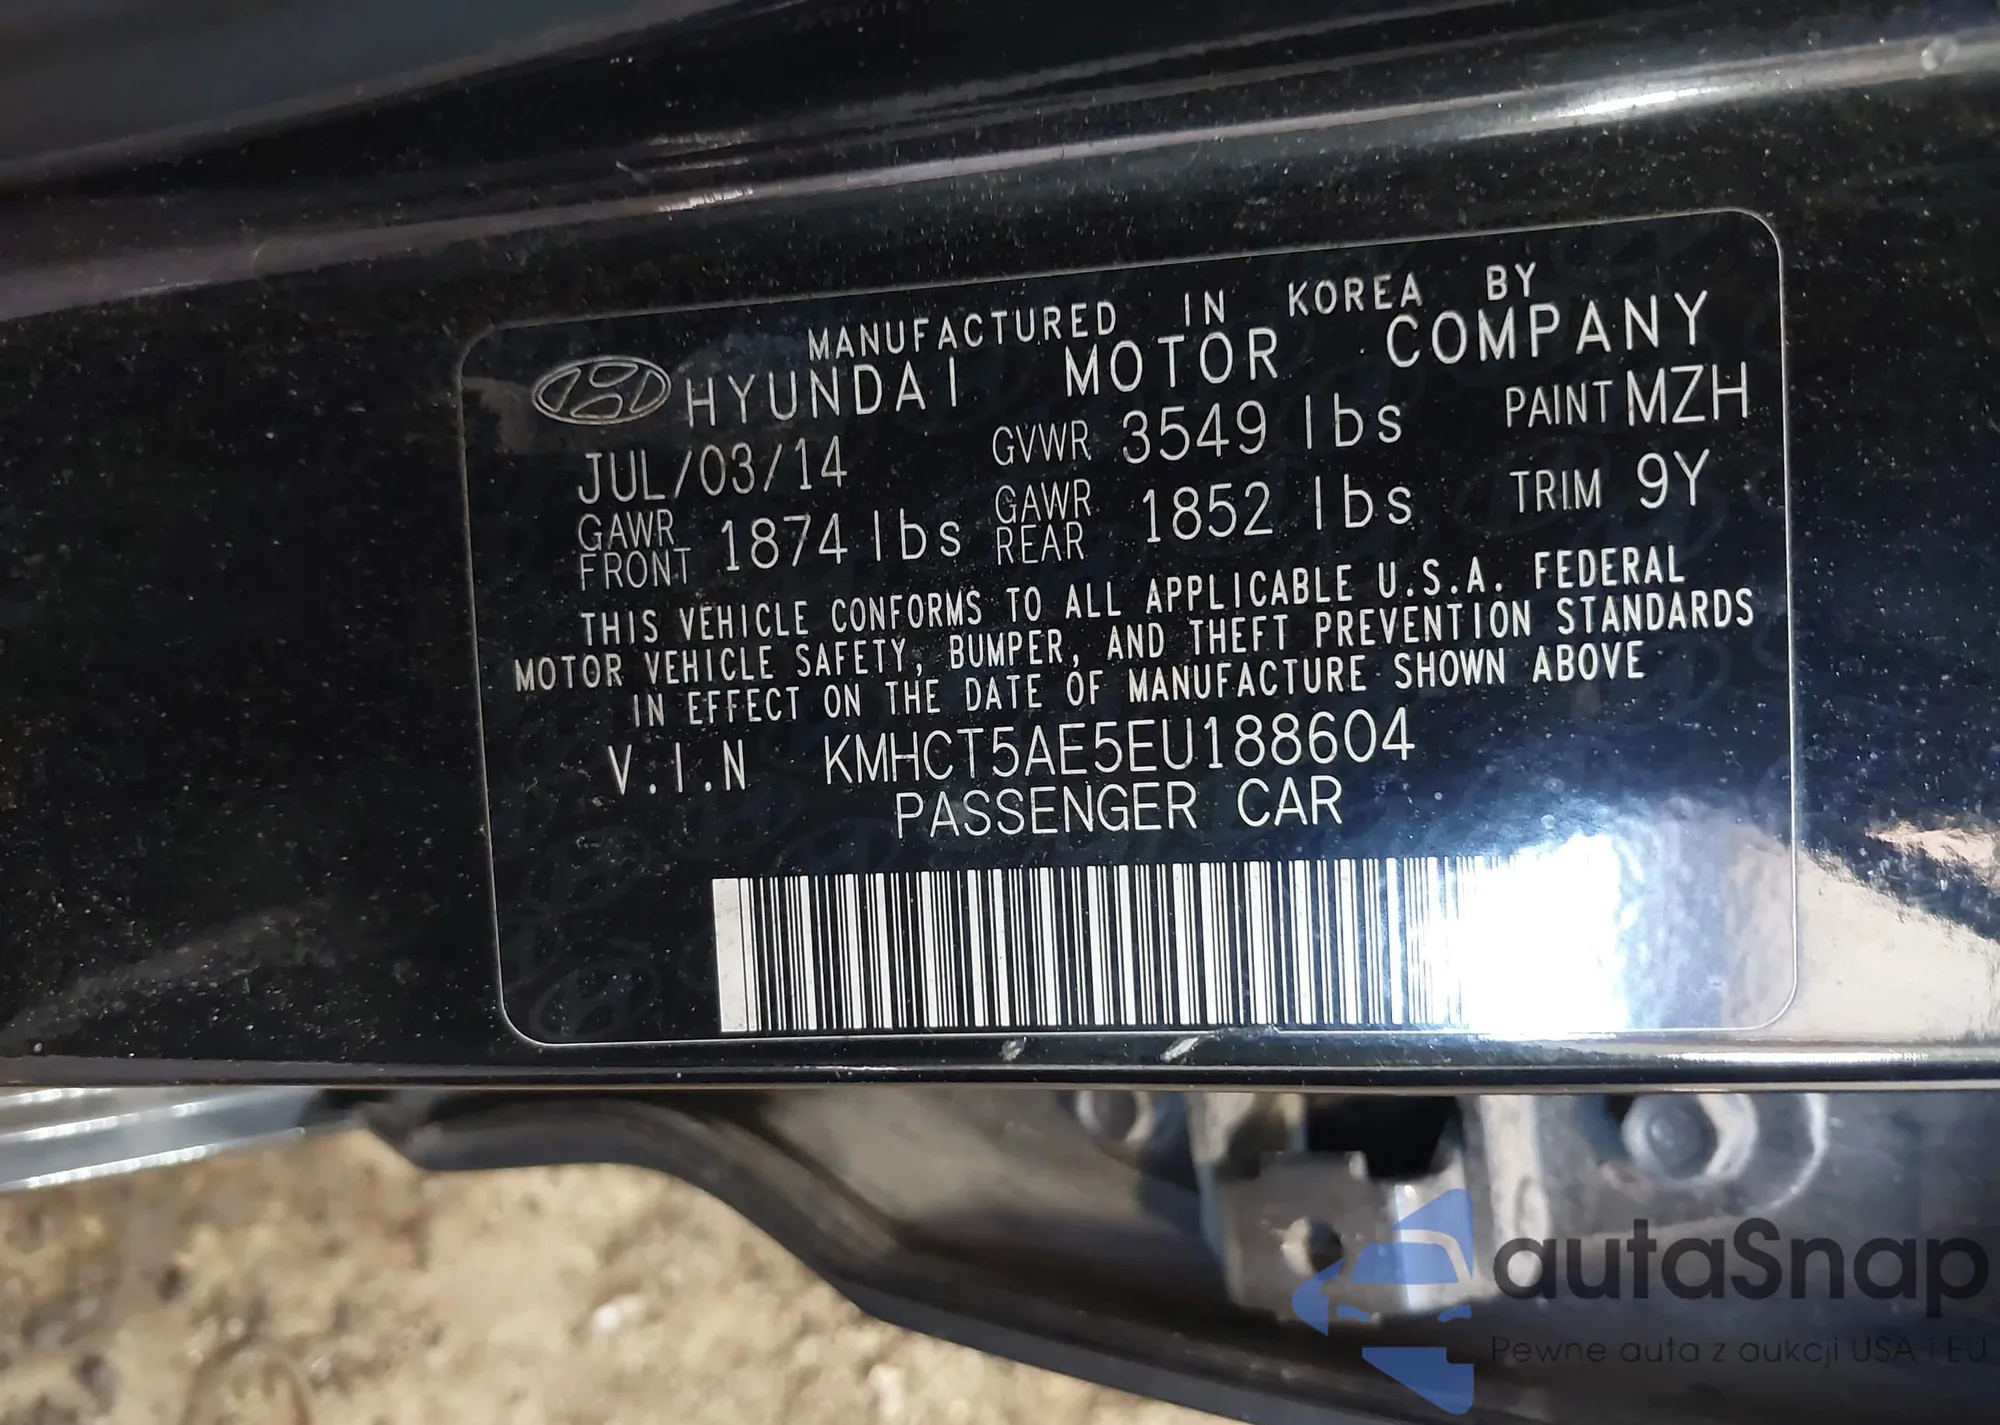 MANUFACTURED IN KOREA BY
HYUNDAI MOTOR COMPANY
JUL/03/14 GVWR 3549 lbs PAINT MZH
GAWR FRONT 1874 lbs GAWR REAR 1852 lbs TRIM 9Y
THIS VEHICLE CONFORMS TO ALL APPLICABLE U.S.A. FEDERAL
MOTOR VEHICLE SAFETY, BUMPER, AND THEFT PREVENTION STANDARDS
IN EFFECT ON THE DATE OF MANUFACTURE SHOWN ABOVE
V.I.N KMHCT5AE5EU188604
PASSENGER CAR
autaSnap
Pewne auta z aukcji USA i EU